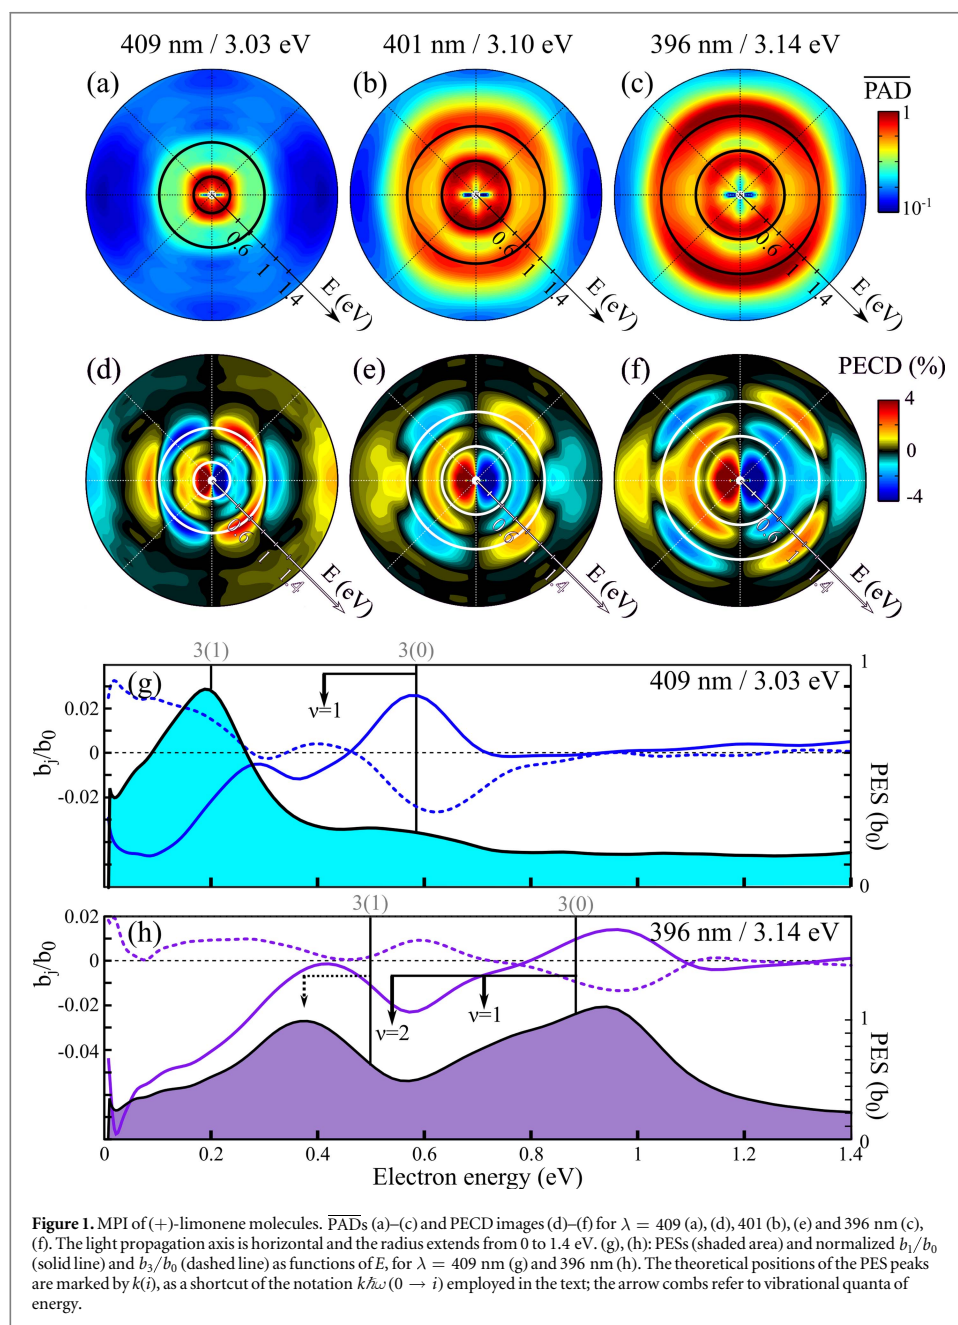 409 nm / 3.03 eV
401 nm / 3.10 eV
396 nm / 3.14 eV
(a)
(b)
(c)
PAD
1
10-1
0.6
1
1.4
E (eV)
0.6
1
1.4
E (eV)
0.6
1
1.4
E (eV)
(d)
(e)
(f)
PECD (%)
4
2
0
-2
-4
0.6
1
1.4
E (eV)
0.6
1
1.4
E (eV)
0.6
1
1.4
E (eV)
3(1)
3(0)
(g)
409 nm / 3.03 eV
1
0.02
0
-0.02
bj/b0
ν=1
PES (b0)
0
3(1)
3(0)
(h)
396 nm / 3.14 eV
0.02
0
-0.02
-0.04
bj/b0
ν=2
ν=1
1
PES (b0)
0
0
0.2
0.4
0.6
0.8
1
1.2
1.4
Electron energy (eV)
Figure 1. MPI of (+)-limonene molecules. PADs (a)–(c) and PECD images (d)–(f) for λ = 409 (a), (d), 401 (b), (e) and 396 nm (c),
(f). The light propagation axis is horizontal and the radius extends from 0 to 1.4 eV. (g), (h): PESs (shaded area) and normalized b1/b0
(solid line) and b3/b0 (dashed line) as functions of E, for λ = 409 nm (g) and 396 nm (h). The theoretical positions of the PES peaks
are marked by k(i), as a shortcut of the notation kℏω(0 → i) employed in the text; the arrow combs refer to vibrational quanta of
energy.